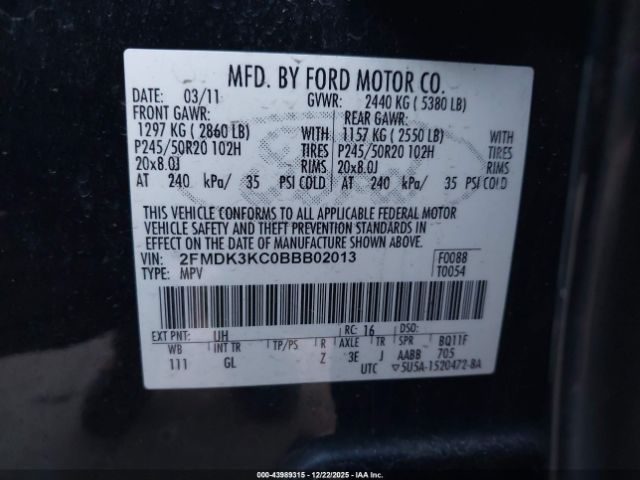 MFD. BY FORD MOTOR CO.
DATE: 03/11 GVWR: 2440 KG ( 5380 LB)
FRONT GAWR: REAR GAWR:
1297 KG ( 2860 LB) WITH 1157 KG ( 2550 LB) WITH
P245/50R20 102H TIRES P245/50R20 102H TIRES
20x8.0J RIMS 20x8.0J RIMS
AT 240 kPa/ 35 PSI COLD AT 240 kPa/ 35 PSI COLD
THIS VEHICLE CONFORMS TO ALL APPLICABLE FEDERAL MOTOR
VEHICLE SAFETY AND THEFT PREVENTION STANDARDS IN
EFFECT ON THE DATE OF MANUFACTURE SHOWN ABOVE.
VIN: 2FMDK3KC0BBB02013 F0088
TYPE: MPV T0054
EXT PNT: UH RC: 16 DSO:
WB INT TR TP/PS R AXLE TR SPR BQ11F
111 GL Z 3E J AABB 705
UTC ▽5U5A-1520472-BA
000-43989315 - 12/22/2025 - IAA Inc.